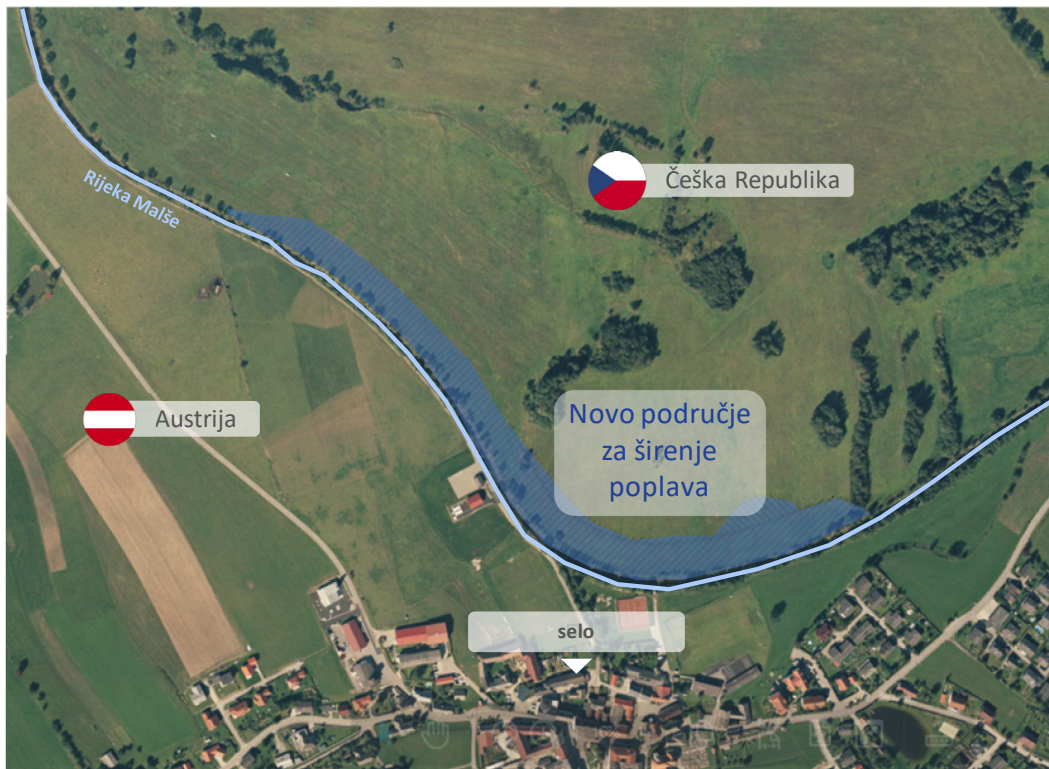 Rijeka Malše
Češka Republika
Austrija
Novo područje
za širenje
poplava
selo